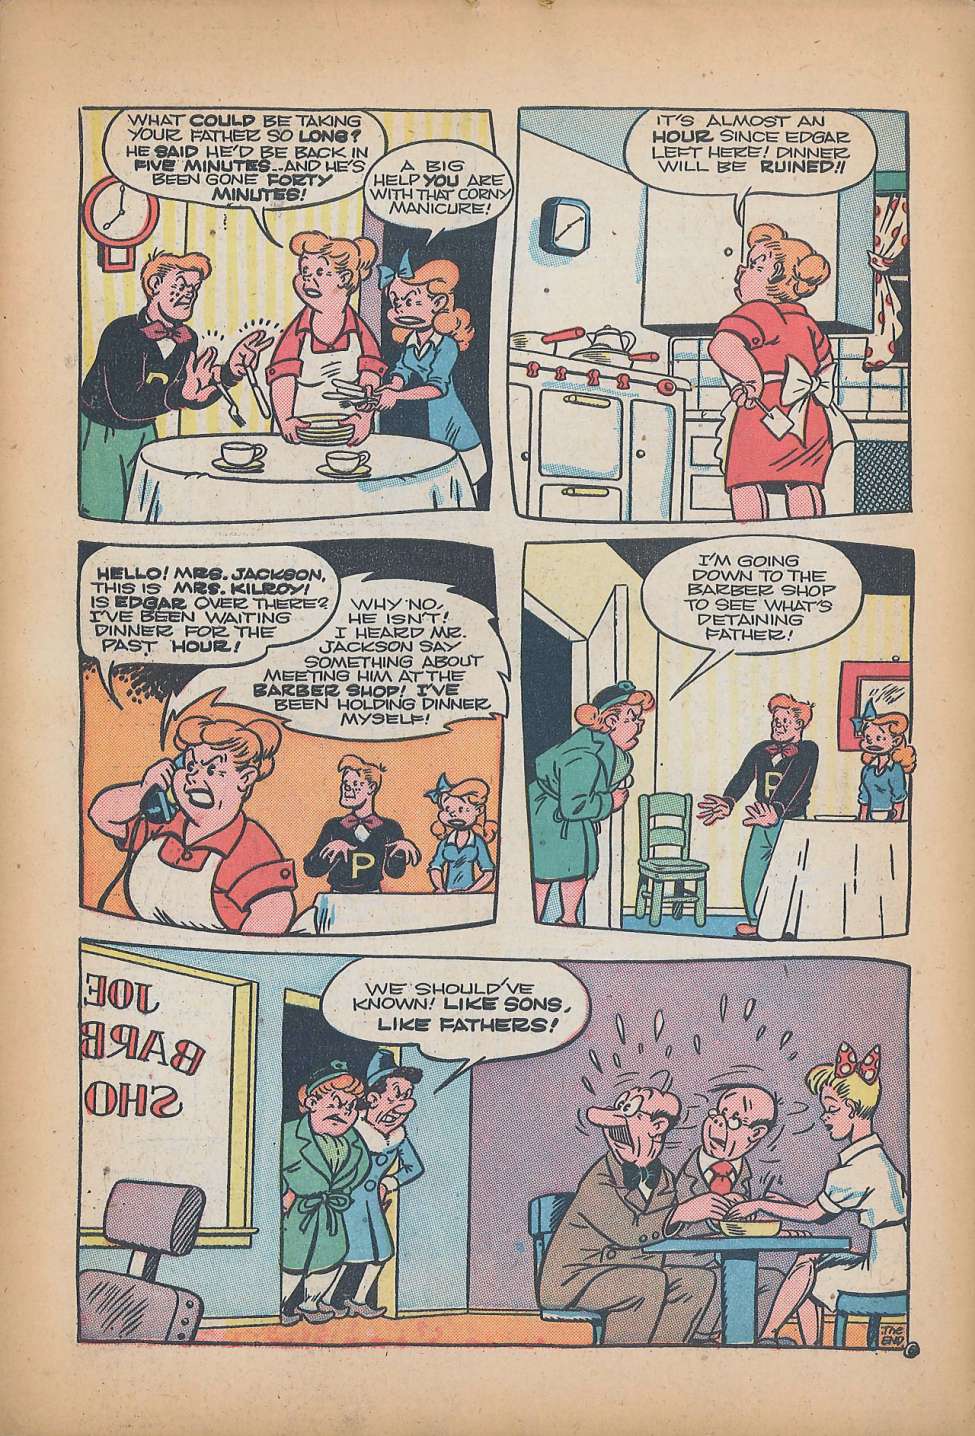 WHAT COULD BE TAKING
YOUR FATHER SO LONG?
HE SAID HE'D BE BACK IN
FIVE MINUTES...AND HE'S
BEEN GONE FORTY
MINUTES!
A BIG
HELP YOU ARE
WITH THAT CORNY
MANICURE!
IT'S ALMOST AN
HOUR SINCE EDGAR
LEFT HERE! DINNER
WILL BE RUINED!!
HELLO! MRS. JACKSON,
THIS IS MRS. KILROY!
IS EDGAR OVER THERE?
I'VE BEEN WAITING
DINNER FOR THE
PAST HOUR!
WHY NO,
HE ISN'T!
I HEARD MR.
JACKSON SAY
SOMETHING ABOUT
MEETING HIM AT THE
BARBER SHOP! I'VE
BEEN HOLDING DINNER
MYSELF!
P
I'M GOING
DOWN TO THE
BARBER SHOP
TO SEE WHAT'S
DETAINING
FATHER!
P
JOE
BARB
SHO
WE SHOULD'VE
KNOWN! LIKE SONS,
LIKE FATHERS!
THE
END